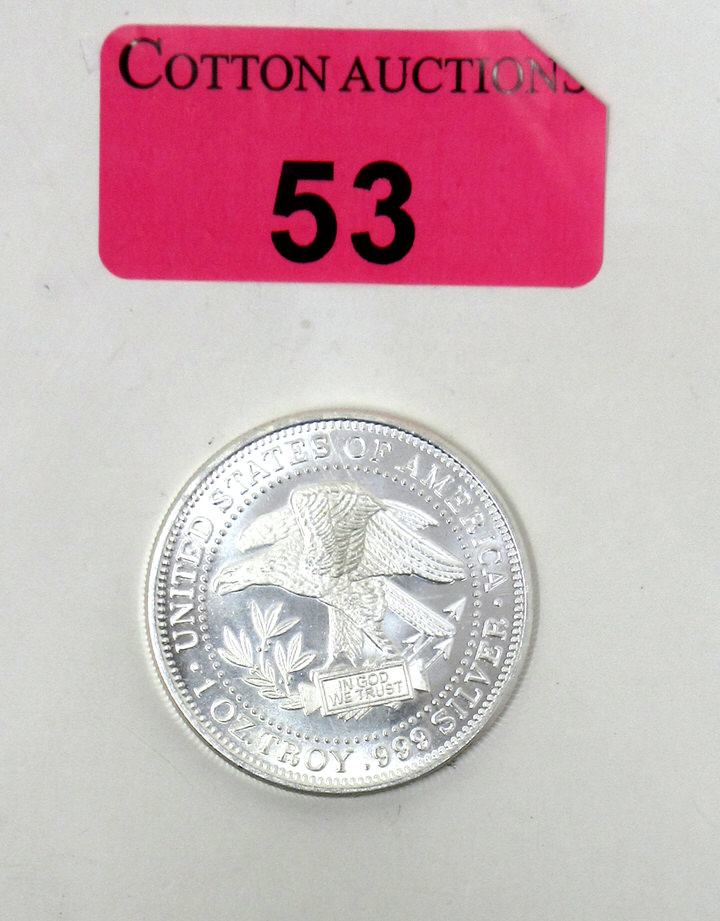 COTTON AUCTIONS
53
UNITED STATES OF AMERICA
1 OZ. TROY .999 SILVER
IN GOD
WE TRUST